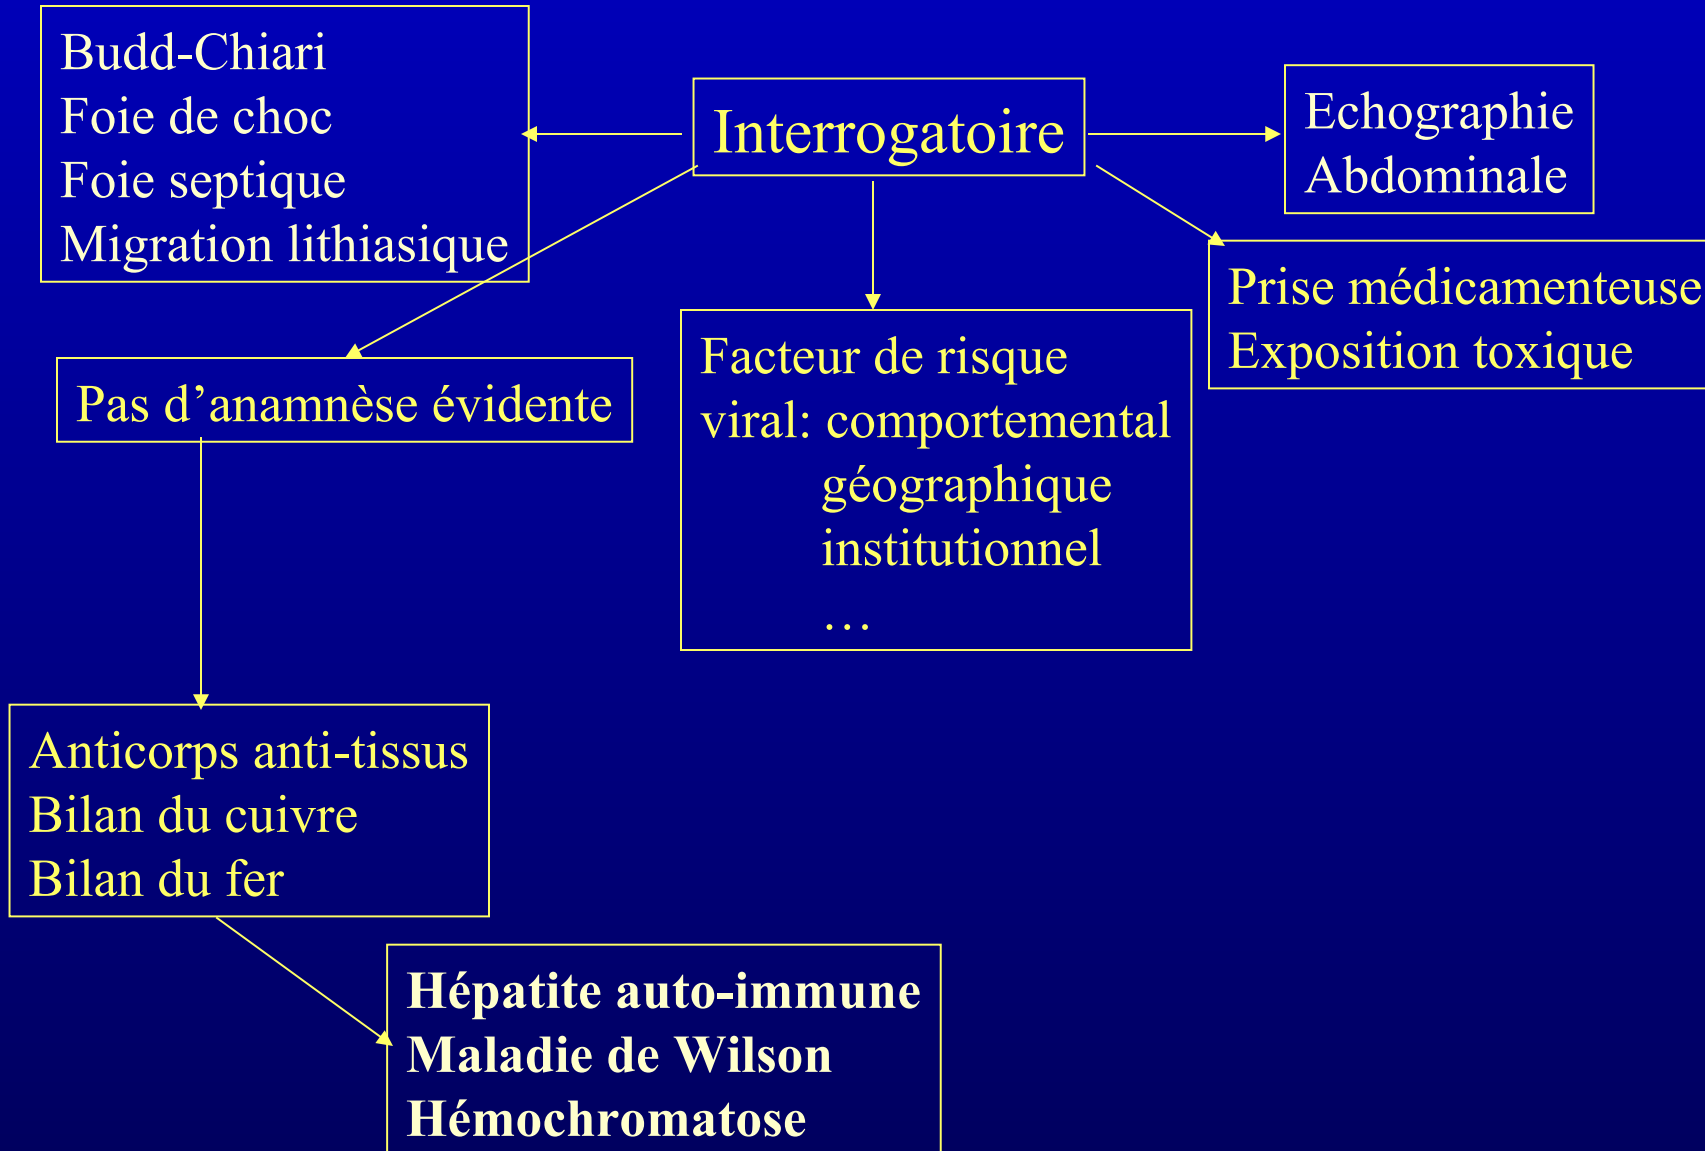 Budd-Chiari
Foie de choc
Foie septique
Migration lithiasique
Interrogatoire
Echographie
Abdominale
Prise médicamenteuse
Exposition toxique
Pas d’anamnèse évidente
Facteur de risque
viral: comportemental
géographique
institutionnel
…
Anticorps anti-tissus
Bilan du cuivre
Bilan du fer
Hépatite auto-immune
Maladie de Wilson
Hémochromatose